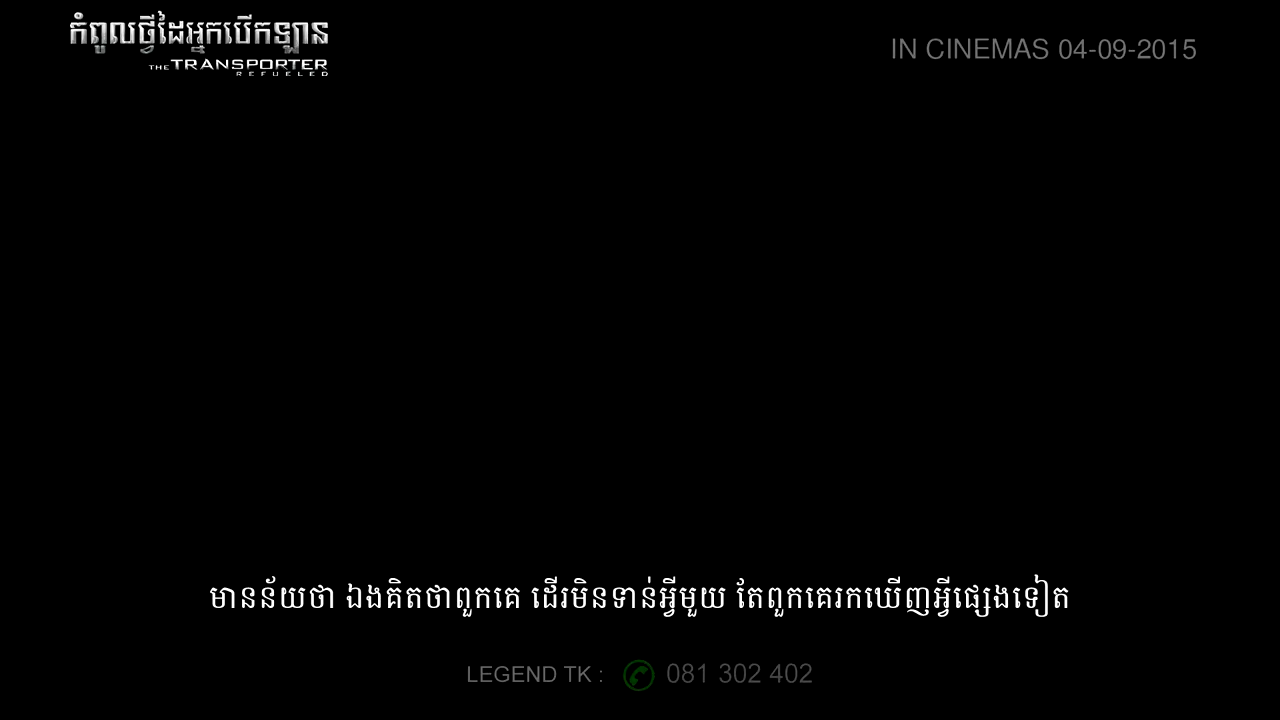 កំពូលថ្វីដៃអ្នកបើកឡាន
THE TRANSPORTER
REFUELED
IN CINEMAS 04-09-2015
មានន័យថា ឯងគិតថាពួកគេ ដើរមិនទាន់អ្វីមួយ តែពួកគេរកឃើញអ្វីផ្សេងទៀត
LEGEND TK : 081 302 402